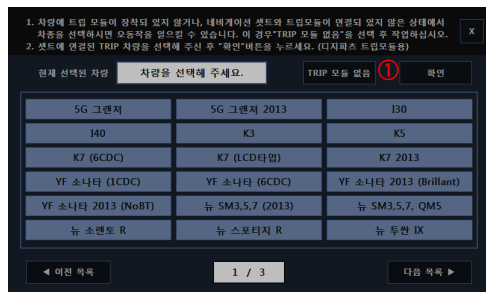 1. 차량에 트립 모듈이 장착되 있지 않거나, 네비게이션 셋트와 트립모듈이 연결되 있지 않은 상태에서
차종을 선택하시면 오동작을 일으킬 수 있습니다. 이 경우"TRIP 모듈 없음"을 선택 후 작업하십시오.
2. 셋트에 연결된 TRIP 차량을 선택해 주신 후 "확인"버튼을 누르세요. (디지파츠 트립모듈용)
X
현재 선택된 차량 차량을 선택해 주세요. TRIP 모듈 없음 ① 확인
5G 그랜져 5G 그랜져 2013 I30
I40 K3 K5
K7 (6CDC) K7 (LCD타입) K7 2013
YF 소나타 (1CDC) YF 소나타 (6CDC) YF 소나타 2013 (Brillant)
YF 소나타 2013 (NoBT) 뉴 SM3,5,7 (2013) 뉴 SM3,5,7, QM5
뉴 소렌토 R 뉴 스포티지 R 뉴 투싼 IX
◀ 이전 목록 1 / 3 다음 목록 ▶